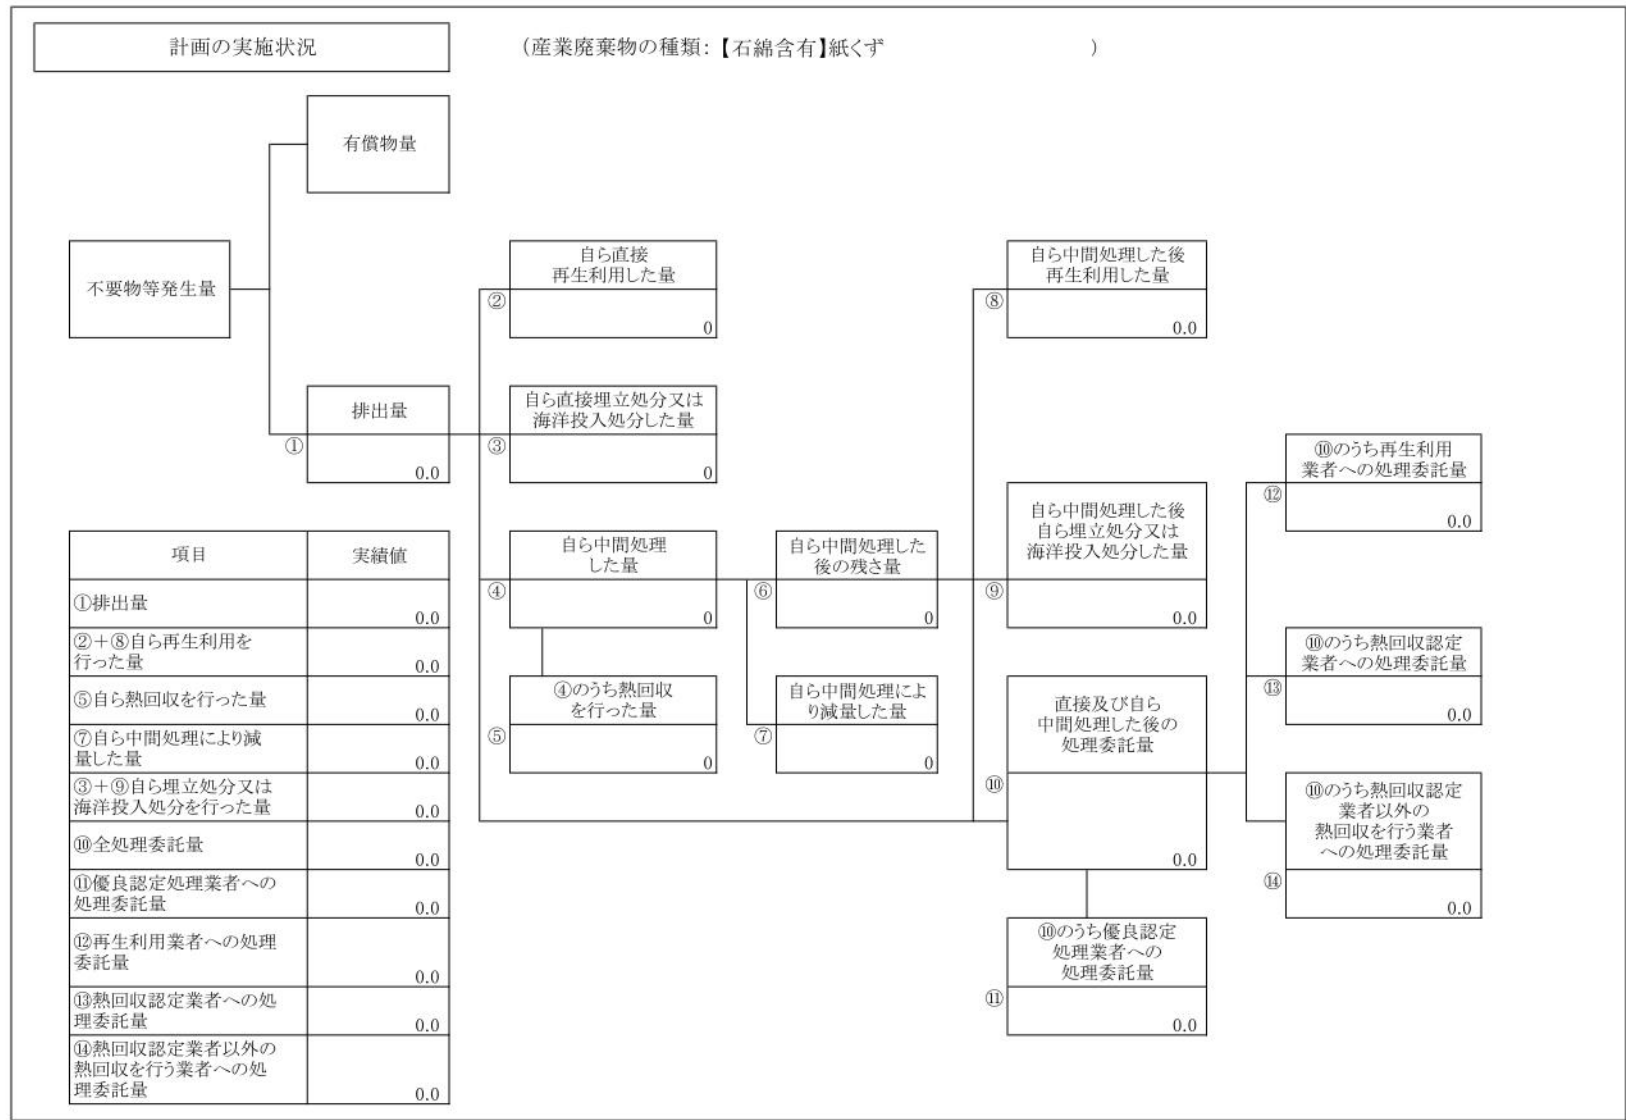 計画の実施状況
（産業廃棄物の種類：【石綿含有】紙くず　　　　　　　　　　　　）
有償物量
不要物等発生量
自ら直接
再生利用した量
②
0
自ら中間処理した後
再生利用した量
⑧
0.0
排出量
①
0.0
自ら直接埋立処分又は
海洋投入処分した量
③
0
⑩のうち再生利用
業者への処理委託量
⑫
0.0
自ら中間処理
した量
④
0
自ら中間処理した
後の残さ量
⑥
0
自ら中間処理した後
自ら埋立処分又は
海洋投入処分した量
⑨
0.0
⑩のうち熱回収認定
業者への処理委託量
⑬
0.0
④のうち熱回収
を行った量
⑤
0
自ら中間処理によ
り減量した量
⑦
0
直接及び自ら
中間処理した後の
処理委託量
⑩
0.0
⑩のうち熱回収認定
業者以外の
熱回収を行う業者
への処理委託量
⑭
0.0
⑩のうち優良認定
処理業者への
処理委託量
⑪
0.0
項目 実績値
①排出量
0.0
②＋⑧自ら再生利用を
行った量
0.0
⑤自ら熱回収を行った量
0.0
⑦自ら中間処理により減
量した量
0.0
③＋⑨自ら埋立処分又は
海洋投入処分を行った量
0.0
⑩全処理委託量
0.0
⑪優良認定処理業者への
処理委託量
0.0
⑫再生利用業者への処理
委託量
0.0
⑬熱回収認定業者への処
理委託量
0.0
⑭熱回収認定業者以外の
熱回収を行う業者への処
理委託量
0.0